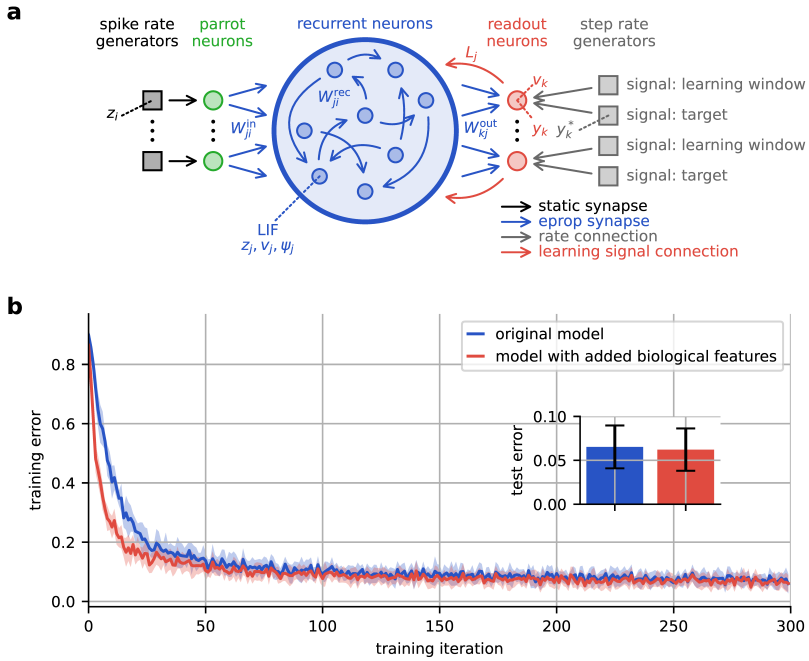 a
spike rate
generators
parrot
neurons
recurrent neurons
readout
neurons
step rate
generators
z_i
W_ji^in
W_ji^rec
W_kj^out
L_j
v_k
y_k
y_k^*
signal: learning window
signal: target
signal: learning window
signal: target
LIF
z_j, v_j, ψ_j
static synapse
eprop synapse
rate connection
learning signal connection
b
original model
model with added biological features
training error
0.8
0.6
0.4
0.2
0.0
test error
0.10
0.05
0.00
0
50
100
150
200
250
300
training iteration